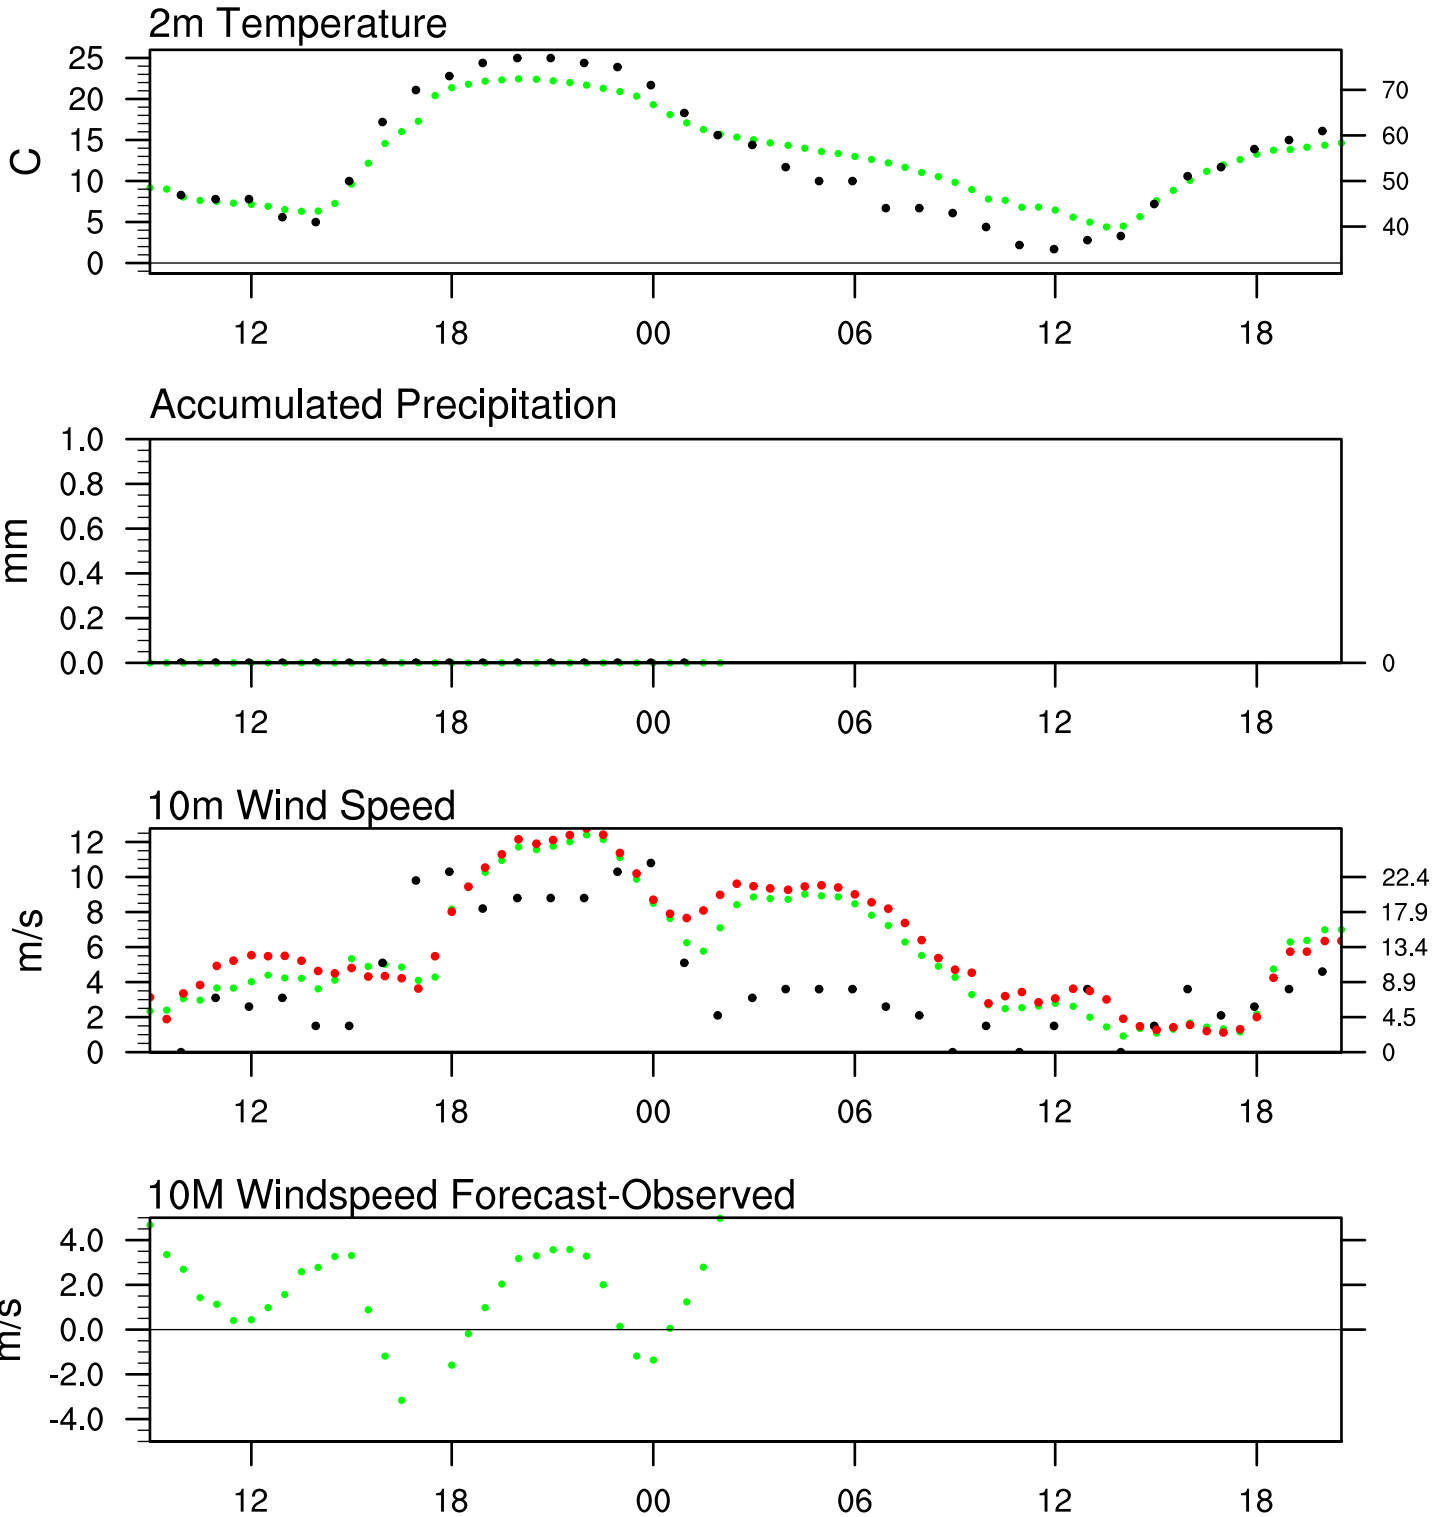 2m Temperature
25
20
15
10
5
0
C
70
60
50
40
12 18 00 06 12 18
Accumulated Precipitation
1.0
0.8
0.6
0.4
0.2
0.0
mm
0
12 18 00 06 12 18
10m Wind Speed
12
10
8
6
4
2
0
m/s
22.4
17.9
13.4
8.9
4.5
0
12 18 00 06 12 18
10M Windspeed Forecast-Observed
4.0
2.0
0.0
-2.0
-4.0
m/s
12 18 00 06 12 18